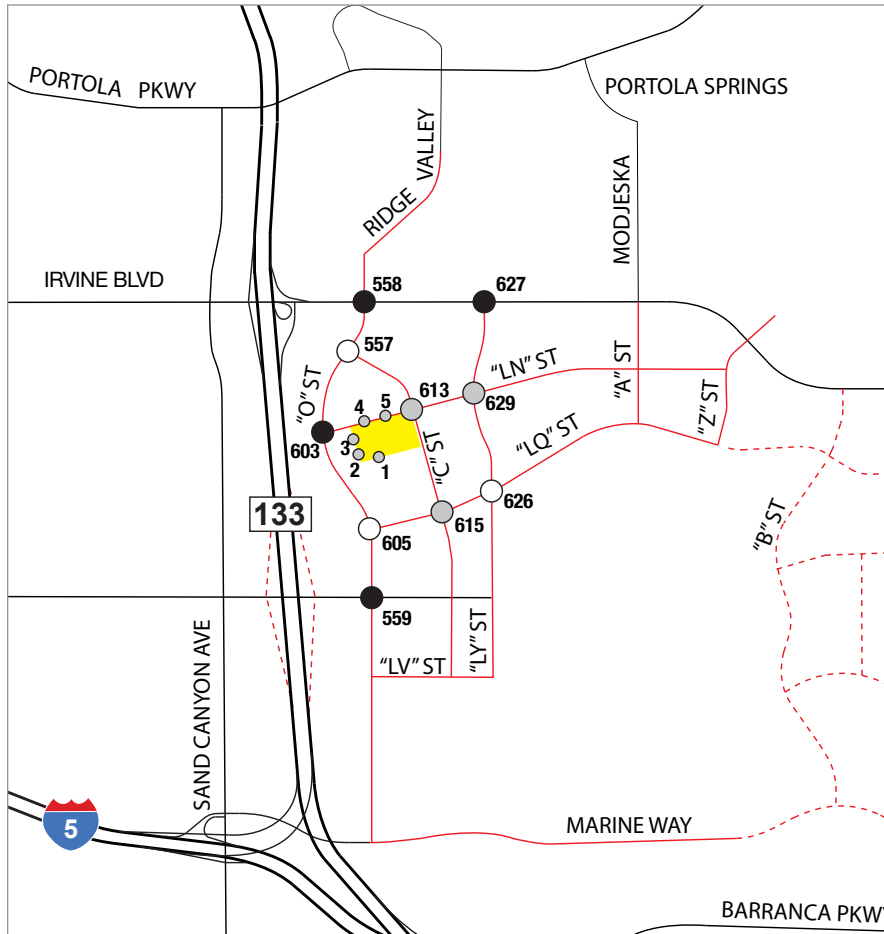 PORTOLA PKWY
PORTOLA SPRINGS
RIDGE VALLEY
MODJESKA
IRVINE BLVD
558
627
557
"O" ST
"LN" ST
"A" ST
613
4
5
629
"Z" ST
603
3
"C" ST
"LQ" ST
2
1
626
133
615
"B" ST
605
559
SAND CANYON AVE
"LY" ST
"LV" ST
5
MARINE WAY
BARRANCA PKWY